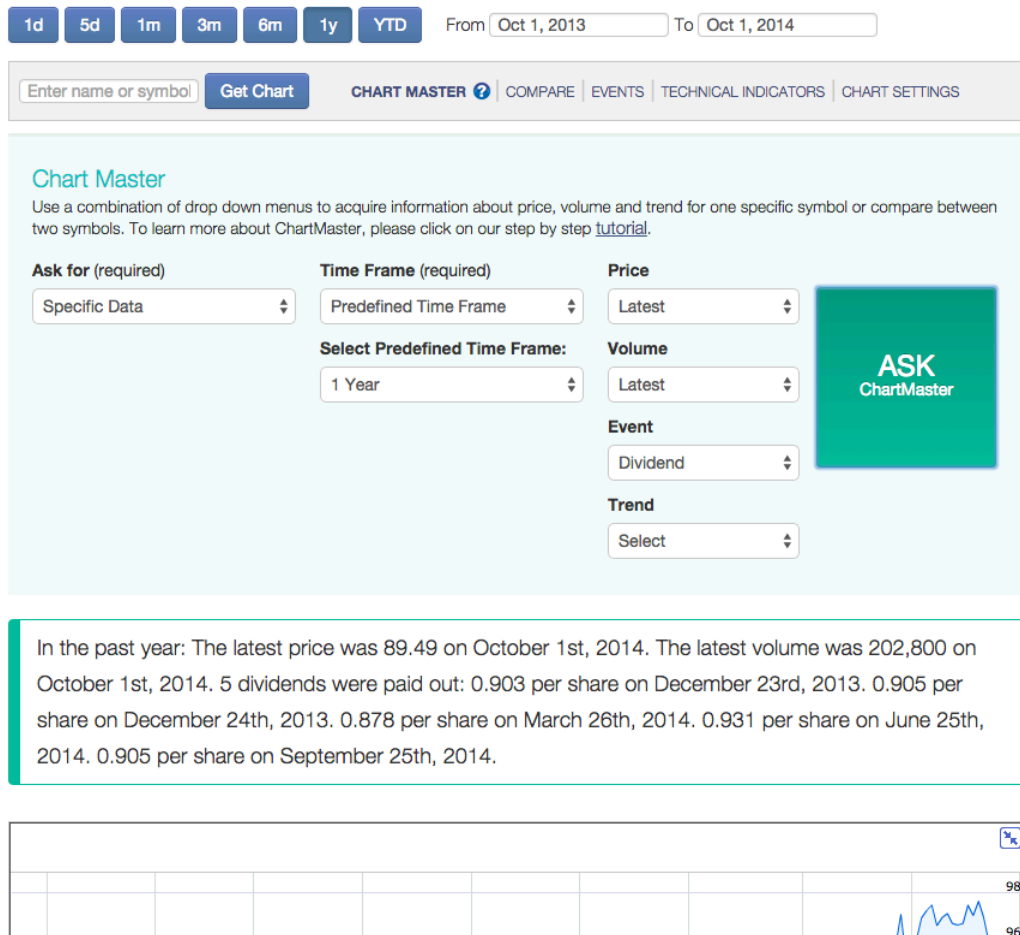 1d 5d 1m 3m 6m 1y YTD From Oct 1, 2013 To Oct 1, 2014
Enter name or symbol Get Chart CHART MASTER ? COMPARE EVENTS TECHNICAL INDICATORS CHART SETTINGS
Chart Master
Use a combination of drop down menus to acquire information about price, volume and trend for one specific symbol or compare between
two symbols. To learn more about ChartMaster, please click on our step by step tutorial.
Ask for (required) Time Frame (required) Price
Specific Data Predefined Time Frame Latest
Select Predefined Time Frame: Volume
1 Year Latest
ASK
ChartMaster
Event
Dividend
Trend
Select
In the past year: The latest price was 89.49 on October 1st, 2014. The latest volume was 202,800 on
October 1st, 2014. 5 dividends were paid out: 0.903 per share on December 23rd, 2013. 0.905 per
share on December 24th, 2013. 0.878 per share on March 26th, 2014. 0.931 per share on June 25th,
2014. 0.905 per share on September 25th, 2014.
98
96